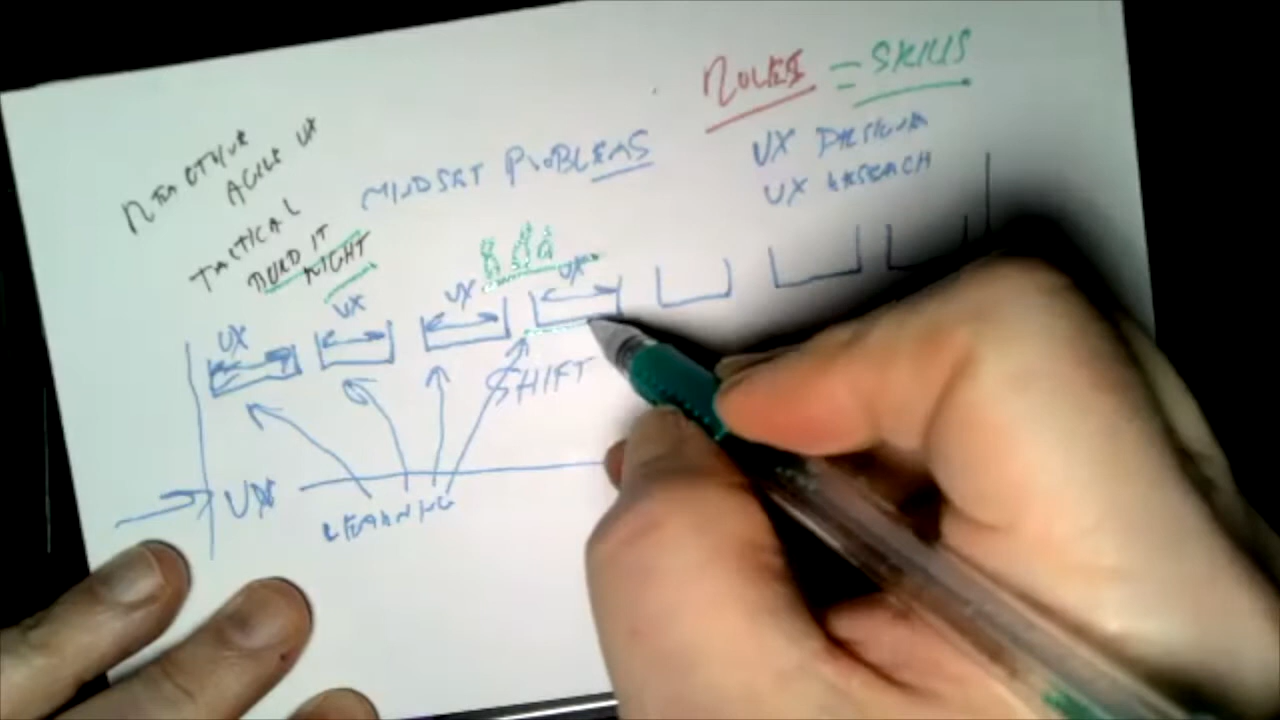 ROLES = SKILLS
UX DESIGN
UX RESEARCH
MINDSET PROBLEMS
REACTIVE
AGILE UX
TACTICAL
BUILD IT
RIGHT
UX
UX
UX
UX
SHIFT
UX
LEARNING